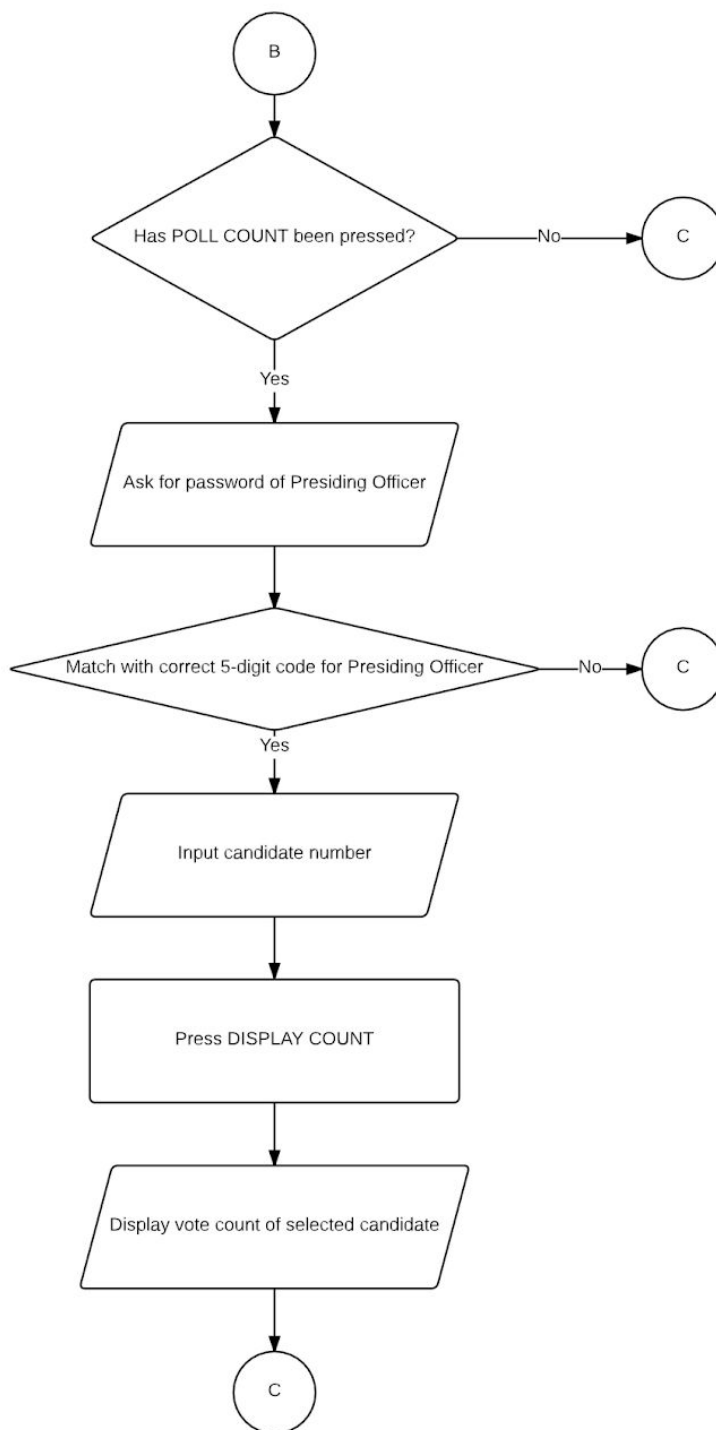 B
Has POLL COUNT been pressed?
No
C
Yes
Ask for password of Presiding Officer
Match with correct 5-digit code for Presiding Officer
No
C
Yes
Input candidate number
Press DISPLAY COUNT
Display vote count of selected candidate
C